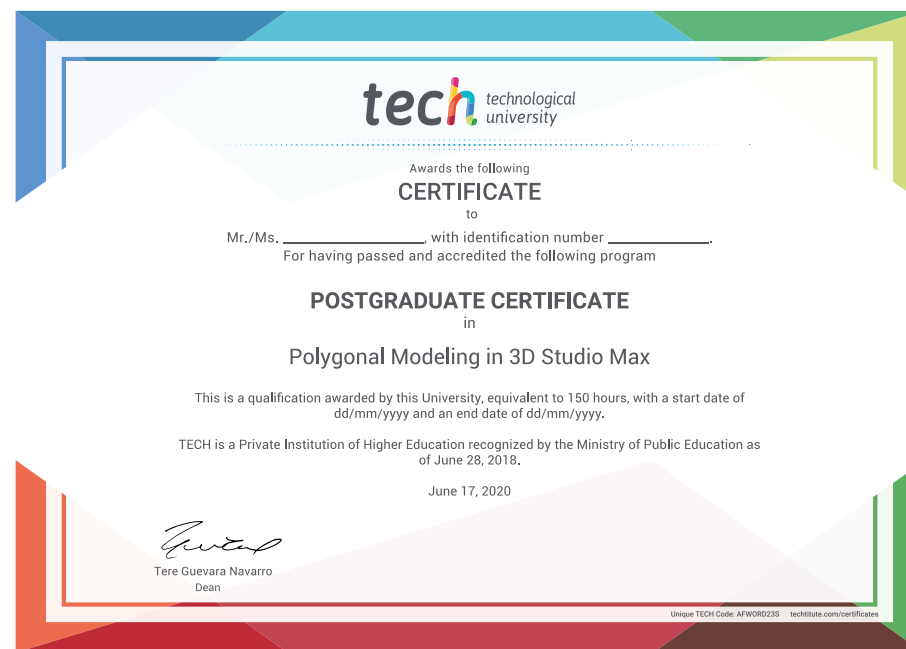 tech technological
university
Awards the following
CERTIFICATE
to
Mr./Ms. ____________, with identification number _________.
For having passed and accredited the following program
POSTGRADUATE CERTIFICATE
in
Polygonal Modeling in 3D Studio Max
This is a qualification awarded by this University, equivalent to 150 hours, with a start date of
dd/mm/yyyy and an end date of dd/mm/yyyy.
TECH is a Private Institution of Higher Education recognized by the Ministry of Public Education as
of June 28, 2018.
June 17, 2020
Tere Guevara Navarro
Dean
Unique TECH Code: AFWORD23S techtitute.com/certificates